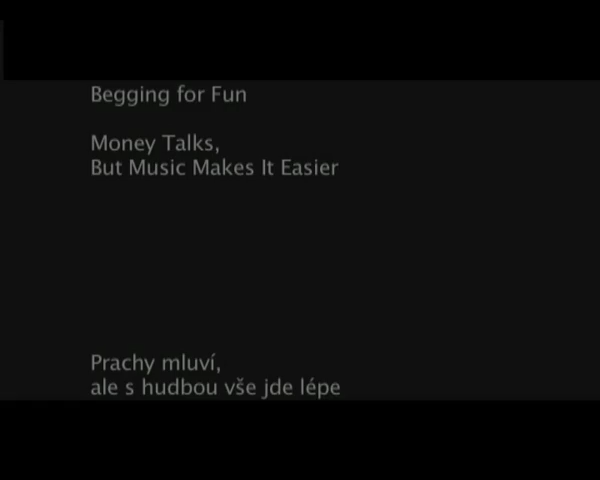 Begging for Fun
Money Talks,
But Music Makes It Easier
Prachy mluví,
ale s hudbou vše jde lépe